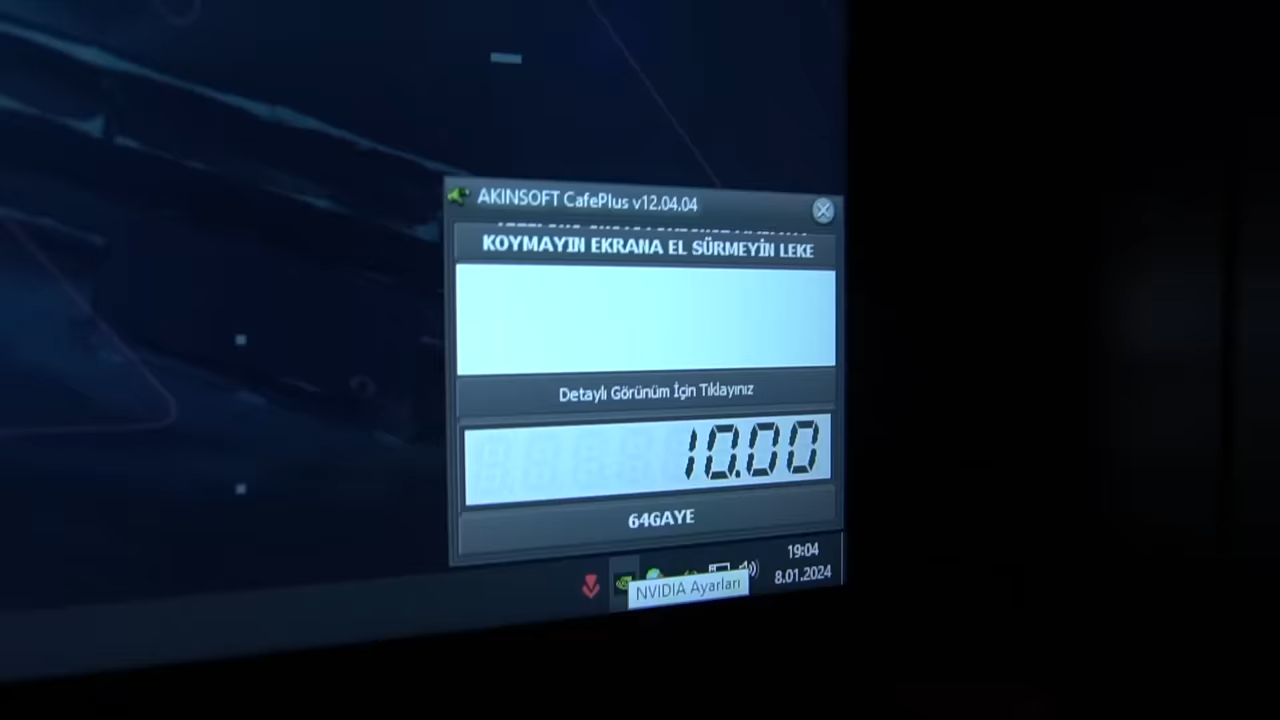 AKINSOFT CafePlus v12.04.04
KOYMAYIN EKRANA EL SÜRMEYİN LEKE
Detaylı Görünüm İçin Tıklayınız
10.00
64GAYE
19:04
8.01.2024
NVIDIA Ayarları